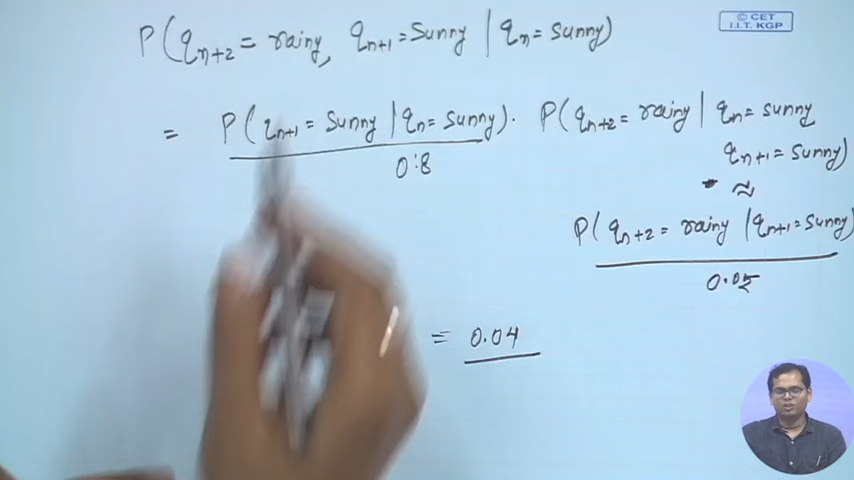 P(q_{n+2} = rainy, q_{n+1} = Sunny | q_n = sunny)
© CET
I.I.T. KGP
= P(q_{n+1} = Sunny | q_n = Sunny). P(q_{n+2} = rainy | q_n = sunny
q_{n+1} = Sunny)
0.8
≈
P(q_{n+2} = rainy | q_{n+1} = Sunny)
0.05
= 0.04